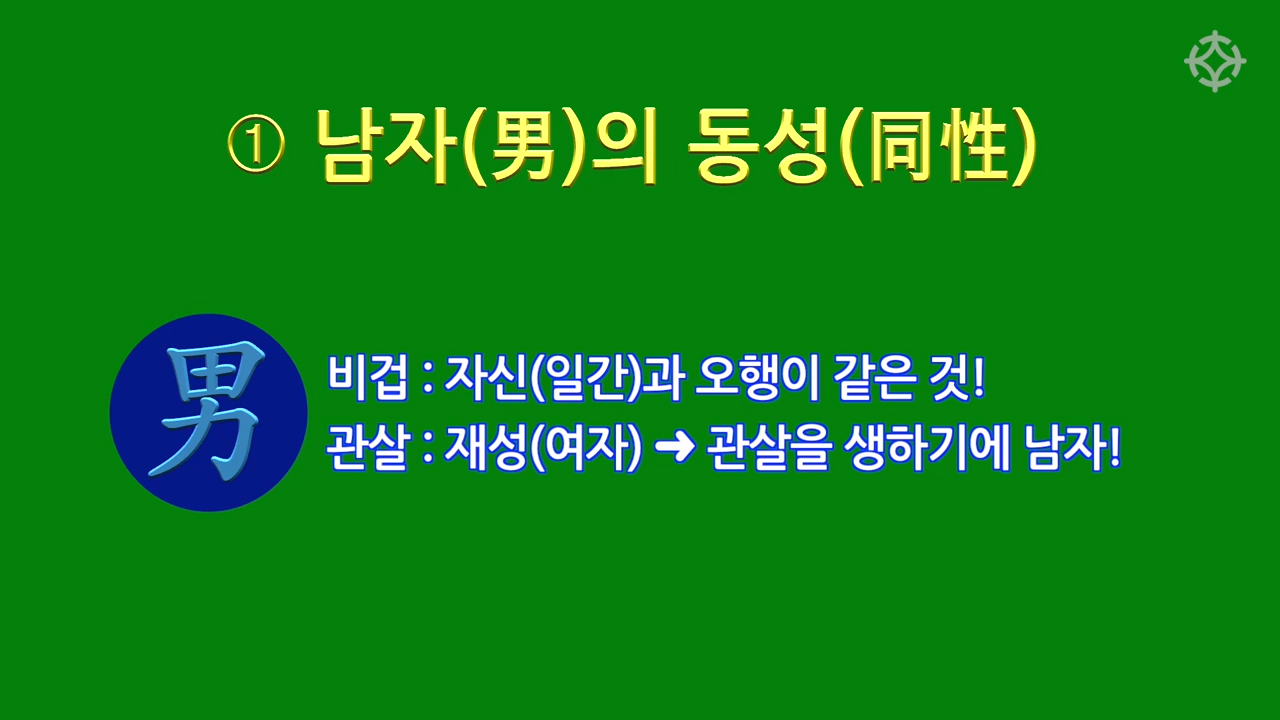 ① 남자(男)의 동성(同性)
男
비겁 : 자신(일간)과 오행이 같은 것!
관살 : 재성(여자) ➜ 관살을 생하기에 남자!